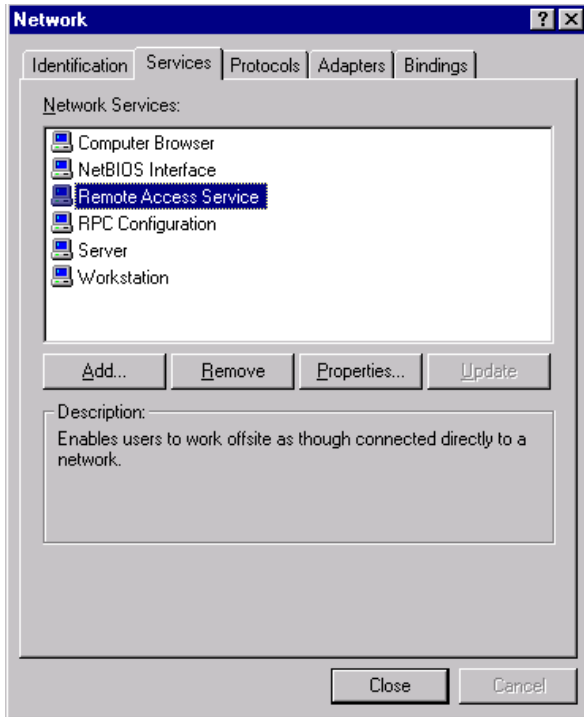 Network
Identification Services Protocols Adapters Bindings
Network Services:
Computer Browser
NetBIOS Interface
Remote Access Service
RPC Configuration
Server
Workstation
Add... Remove Properties... Update
Description:
Enables users to work offsite as though connected directly to a
network.
Close Cancel